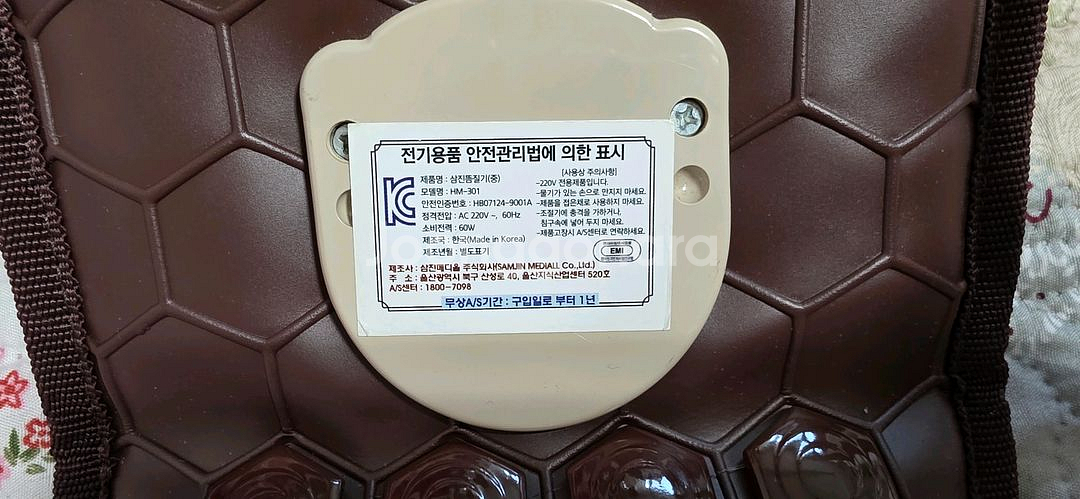 전기용품 안전관리법에 의한 표시
제품명 : 삼진뜸질기(중)
모델명 : HM-301
안전인증번호 : HB07124-9001A
정격전압 : AC 220V ~, 60Hz
소비전력 : 60W
제조국 : 한국(Made in Korea)
제조년월 : 별도표기
[사용상 주의사항]
-220V 전용제품입니다.
-물기가 있는 손으로 만지지 마세요.
-제품을 접은채로 사용하지 마세요.
-조절기에 충격을 가하거나,
침구속에 넣어 두지 마세요.
-제품고장시 A/S센터로 연락하세요.
EMI
제조사 : 삼진메디올 주식회사(SAMJIN MEDIALL Co.,Ltd.)
주 소 : 울산광역시 북구 산성로 40, 울산지식산업센터 520호
A/S센터 : 1800-7098
무상A/S기간 : 구입일로 부터 1년